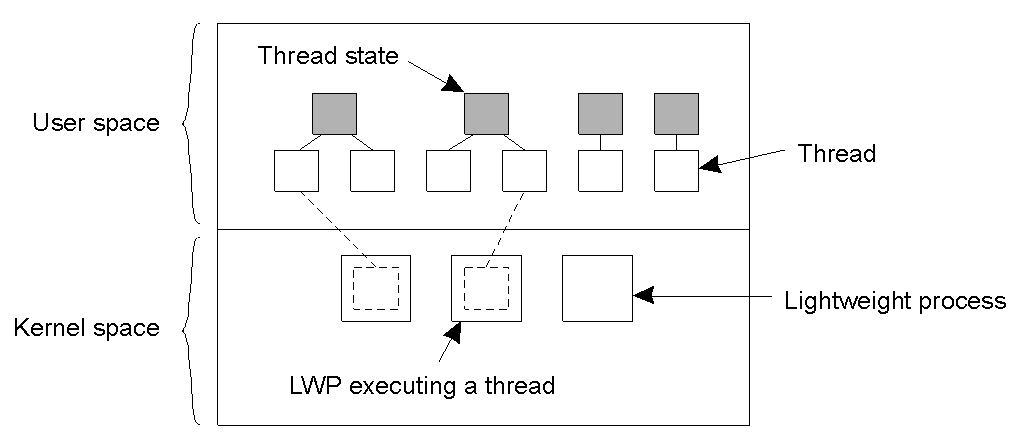 Thread state
User space
Thread
Lightweight process
Kernel space
LWP executing a thread